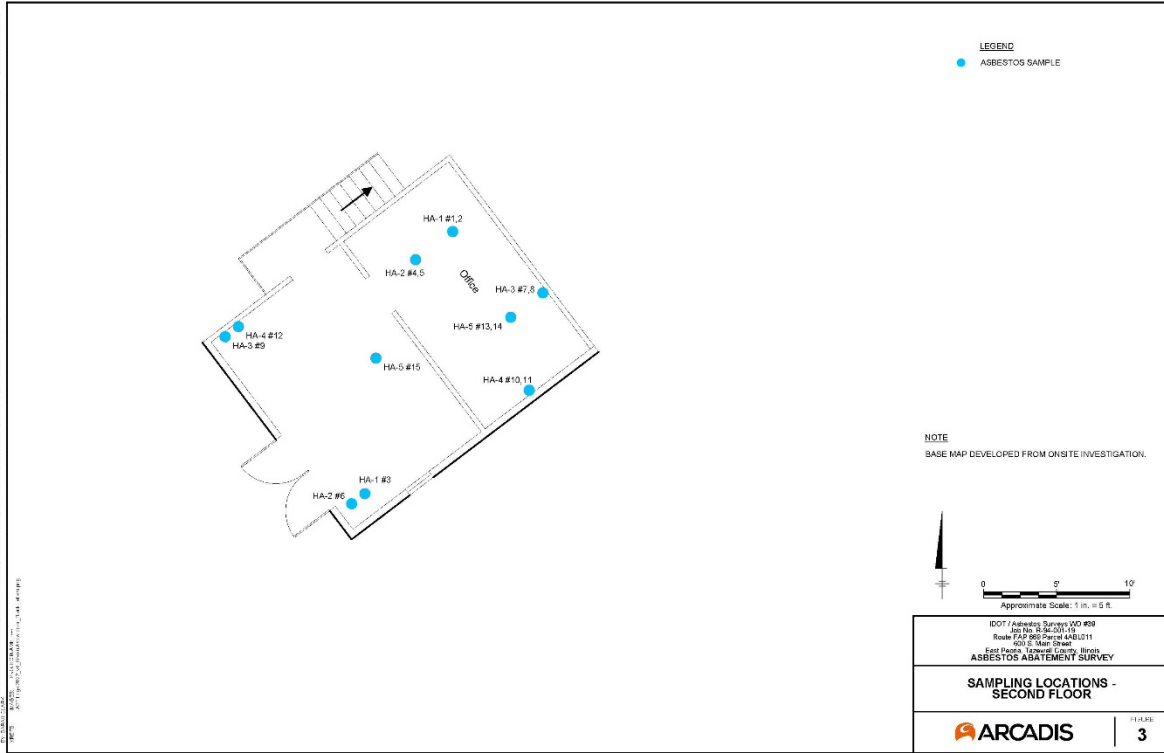 LEGEND
ASBESTOS SAMPLE
HA-1 #1,2
HA-2 #4,5
Office
HA-3 #7,8
HA-5 #13,14
HA-4 #12
HA-3 #9
HA-5 #15
HA-4 #10,11
HA-1 #3
HA-2 #6
NOTE
BASE MAP DEVELOPED FROM ONSITE INVESTIGATION.
0 5' 10'
Approximate Scale: 1 in. = 5 ft.
IDOT / Asbestos Surveys WO #39
Job No. R-94-001-19
Route FAP 669 Parcel 4ABL011
600 S. Main Street
East Peoria, Tazewell County, Illinois
ASBESTOS ABATEMENT SURVEY
SAMPLING LOCATIONS -
SECOND FLOOR
ARCADIS
FIGURE
3